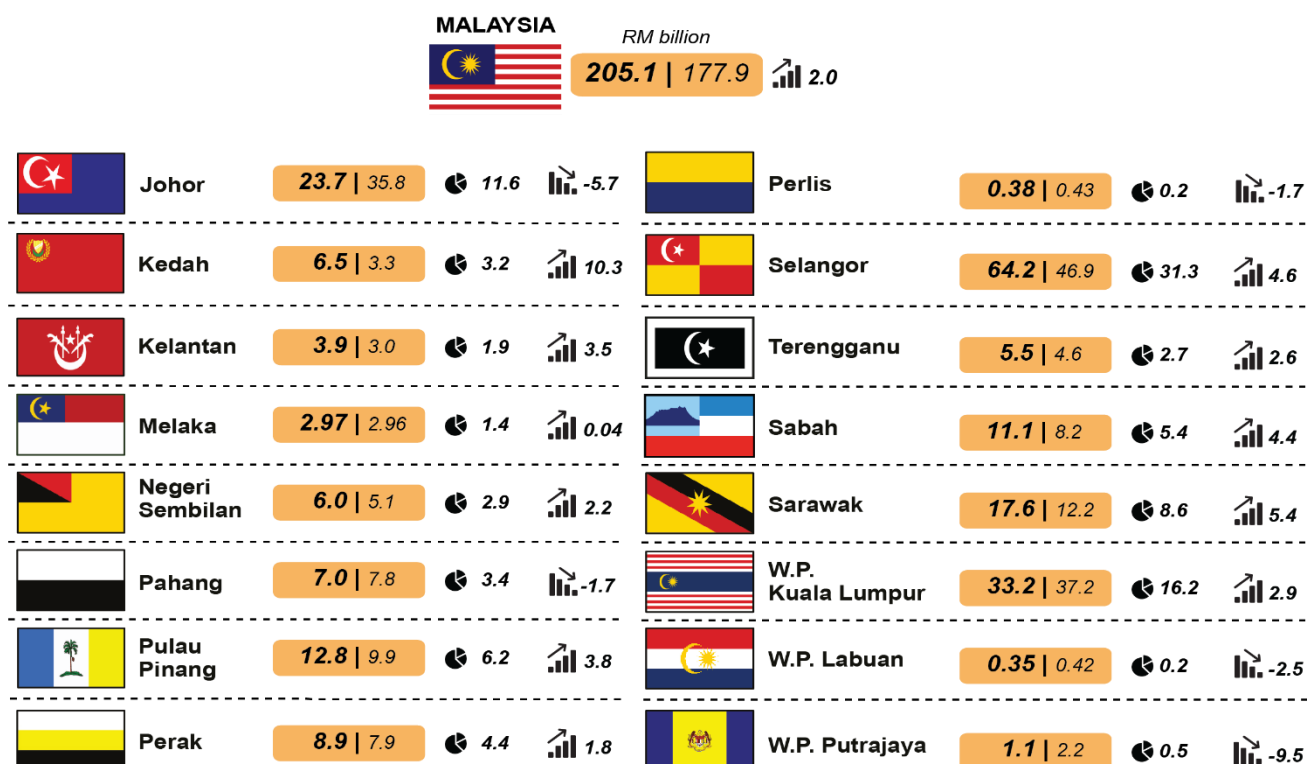 MALAYSIA
RM billion
205.1 | 177.9 2.0
Johor 23.7 | 35.8 11.6 -5.7
Kedah 6.5 | 3.3 3.2 10.3
Kelantan 3.9 | 3.0 1.9 3.5
Melaka 2.97 | 2.96 1.4 0.04
Negeri
Sembilan 6.0 | 5.1 2.9 2.2
Pahang 7.0 | 7.8 3.4 -1.7
Pulau
Pinang 12.8 | 9.9 6.2 3.8
Perak 8.9 | 7.9 4.4 1.8
Perlis 0.38 | 0.43 0.2 -1.7
Selangor 64.2 | 46.9 31.3 4.6
Terengganu 5.5 | 4.6 2.7 2.6
Sabah 11.1 | 8.2 5.4 4.4
Sarawak 17.6 | 12.2 8.6 5.4
W.P.
Kuala Lumpur 33.2 | 37.2 16.2 2.9
W.P. Labuan 0.35 | 0.42 0.2 -2.5
W.P. Putrajaya 1.1 | 2.2 0.5 -9.5